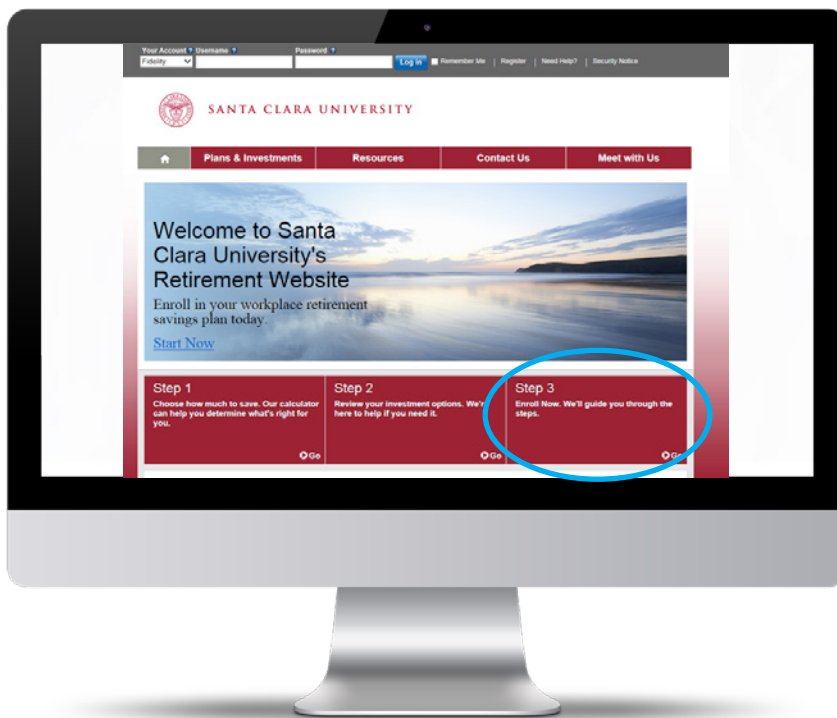 Your Account ? Username ? Password ?
Fidelity Log In Remember Me | Register | Need Help? | Security Notice
SANTA CLARA UNIVERSITY
Plans & Investments Resources Contact Us Meet with Us
Welcome to Santa
Clara University's
Retirement Website
Enroll in your workplace retirement
savings plan today.
Start Now
Step 1
Choose how much to save. Our calculator
can help you determine what's right for
you.
Go
Step 2
Review your investment options. We're
here to help if you need it.
Go
Step 3
Enroll Now. We'll guide you through the
steps.
Go